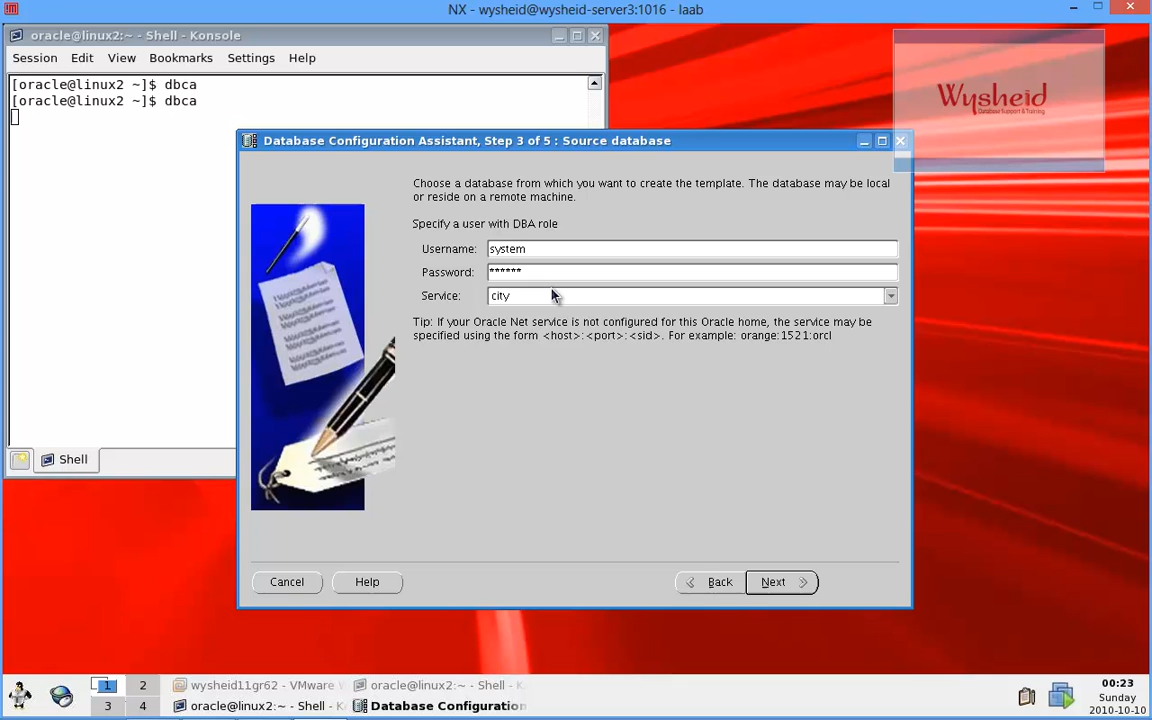 NX - wysheid@wysheid-server3:1016 - laab
oracle@linux2:~ - Shell - Konsole
Session Edit View Bookmarks Settings Help
[oracle@linux2 ~]$ dbca
[oracle@linux2 ~]$ dbca
Wysheid
Database Support & Training
Database Configuration Assistant, Step 3 of 5 : Source database
Choose a database from which you want to create the template. The database may be local
or reside on a remote machine.
Specify a user with DBA role
Username: system
Password: ******
Service: city
Tip: If your Oracle Net service is not configured for this Oracle home, the service may be
specified using the form <host>:<port>:<sid>. For example: orange:1521:orcl
Shell
Cancel Help Back Next
1 2 wysheid11gr62 - VMware oracle@linux2:~ - Shell - K
3 4 oracle@linux2:~ - Shell - K Database Configuration
00:23
Sunday
2010-10-10